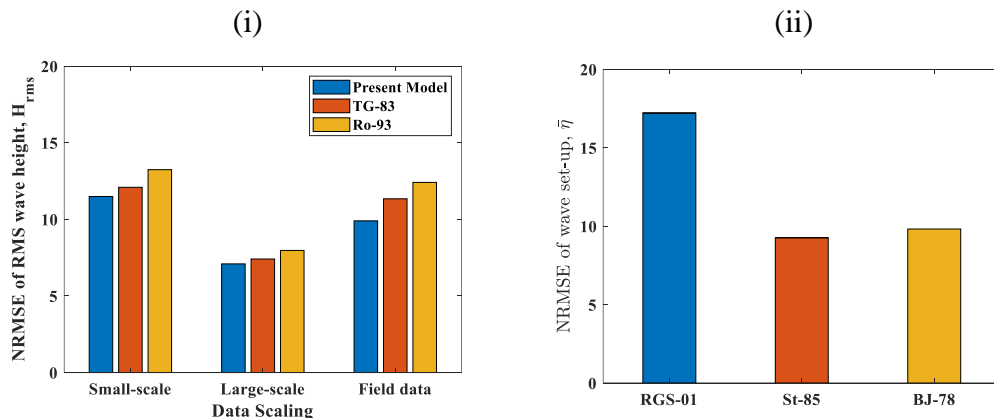 (i)
NRMSE of RMS wave height, H_rms
20
15
10
5
0
Present Model
TG-83
Ro-93
Small-scale
Large-scale
Field data
Data Scaling
(ii)
NRMSE of wave set-up, η̄
20
15
10
5
0
RGS-01
St-85
BJ-78